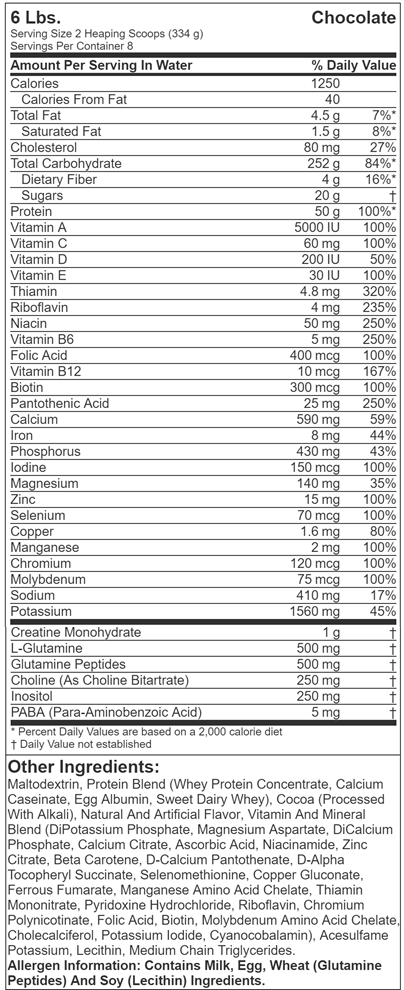 6 Lbs. Chocolate
Serving Size 2 Heaping Scoops (334 g)
Servings Per Container 8
Amount Per Serving In Water % Daily Value
Calories 1250
Calories From Fat 40
Total Fat 4.5 g 7%*
Saturated Fat 1.5 g 8%*
Cholesterol 80 mg 27%
Total Carbohydrate 252 g 84%*
Dietary Fiber 4 g 16%*
Sugars 20 g †
Protein 50 g 100%*
Vitamin A 5000 IU 100%
Vitamin C 60 mg 100%
Vitamin D 200 IU 50%
Vitamin E 30 IU 100%
Thiamin 4.8 mg 320%
Riboflavin 4 mg 235%
Niacin 50 mg 250%
Vitamin B6 5 mg 250%
Folic Acid 400 mcg 100%
Vitamin B12 10 mcg 167%
Biotin 300 mcg 100%
Pantothenic Acid 25 mg 250%
Calcium 590 mg 59%
Iron 8 mg 44%
Phosphorus 430 mg 43%
Iodine 150 mcg 100%
Magnesium 140 mg 35%
Zinc 15 mg 100%
Selenium 70 mcg 100%
Copper 1.6 mg 80%
Manganese 2 mg 100%
Chromium 120 mcg 100%
Molybdenum 75 mcg 100%
Sodium 410 mg 17%
Potassium 1560 mg 45%
Creatine Monohydrate 1 g †
L-Glutamine 500 mg †
Glutamine Peptides 500 mg †
Choline (As Choline Bitartrate) 250 mg †
Inositol 250 mg †
PABA (Para-Aminobenzoic Acid) 5 mg †
* Percent Daily Values are based on a 2,000 calorie diet
† Daily Value not established
Other Ingredients:
Maltodextrin, Protein Blend (Whey Protein Concentrate, Calcium
Caseinate, Egg Albumin, Sweet Dairy Whey), Cocoa (Processed
With Alkali), Natural And Artificial Flavor, Vitamin And Mineral
Blend (DiPotassium Phosphate, Magnesium Aspartate, DiCalcium
Phosphate, Calcium Citrate, Ascorbic Acid, Niacinamide, Zinc
Citrate, Beta Carotene, D-Calcium Pantothenate, D-Alpha
Tocopheryl Succinate, Selenomethionine, Copper Gluconate,
Ferrous Fumarate, Manganese Amino Acid Chelate, Thiamin
Mononitrate, Pyridoxine Hydrochloride, Riboflavin, Chromium
Polynicotinate, Folic Acid, Biotin, Molybdenum Amino Acid Chelate,
Cholecalciferol, Potassium Iodide, Cyanocobalamin), Acesulfame
Potassium, Lecithin, Medium Chain Triglycerides.
Allergen Information: Contains Milk, Egg, Wheat (Glutamine
Peptides) And Soy (Lecithin) Ingredients.